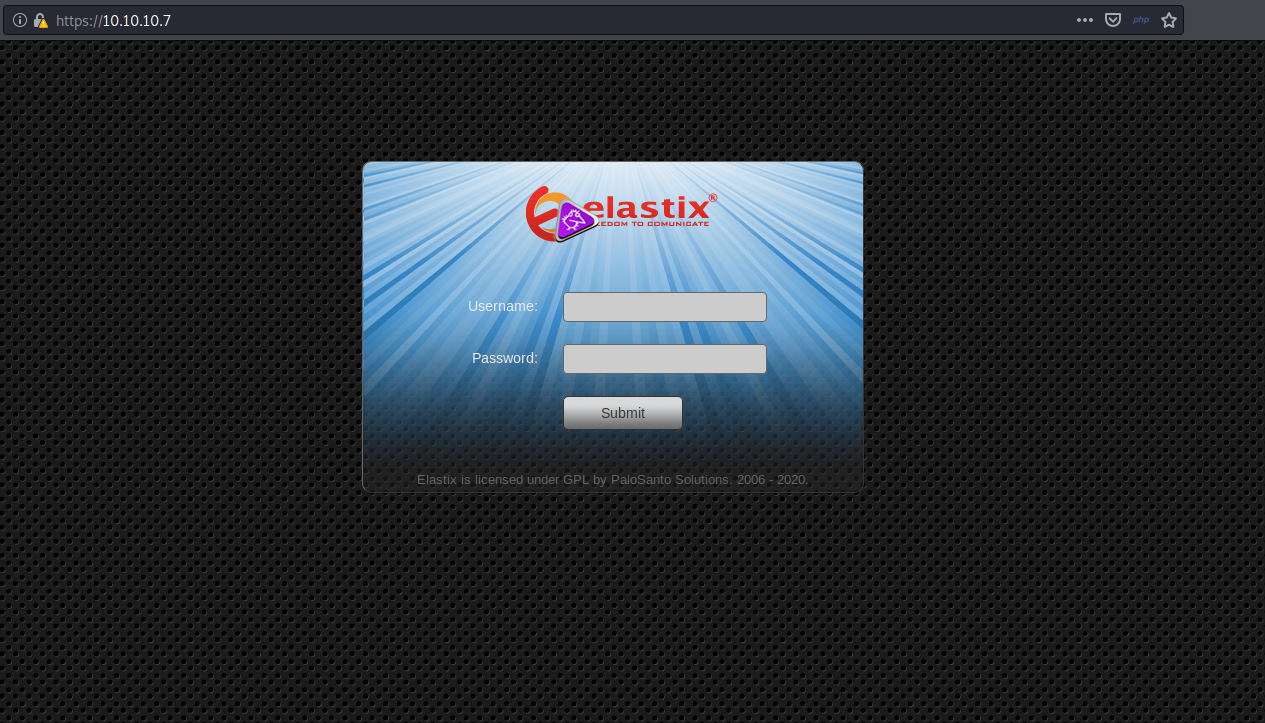 https://10.10.10.7
php
elastix®
EEDOM TO COMUNICATE
Username:
Password:
Submit
Elastix is licensed under GPL by PaloSanto Solutions. 2006 - 2020.